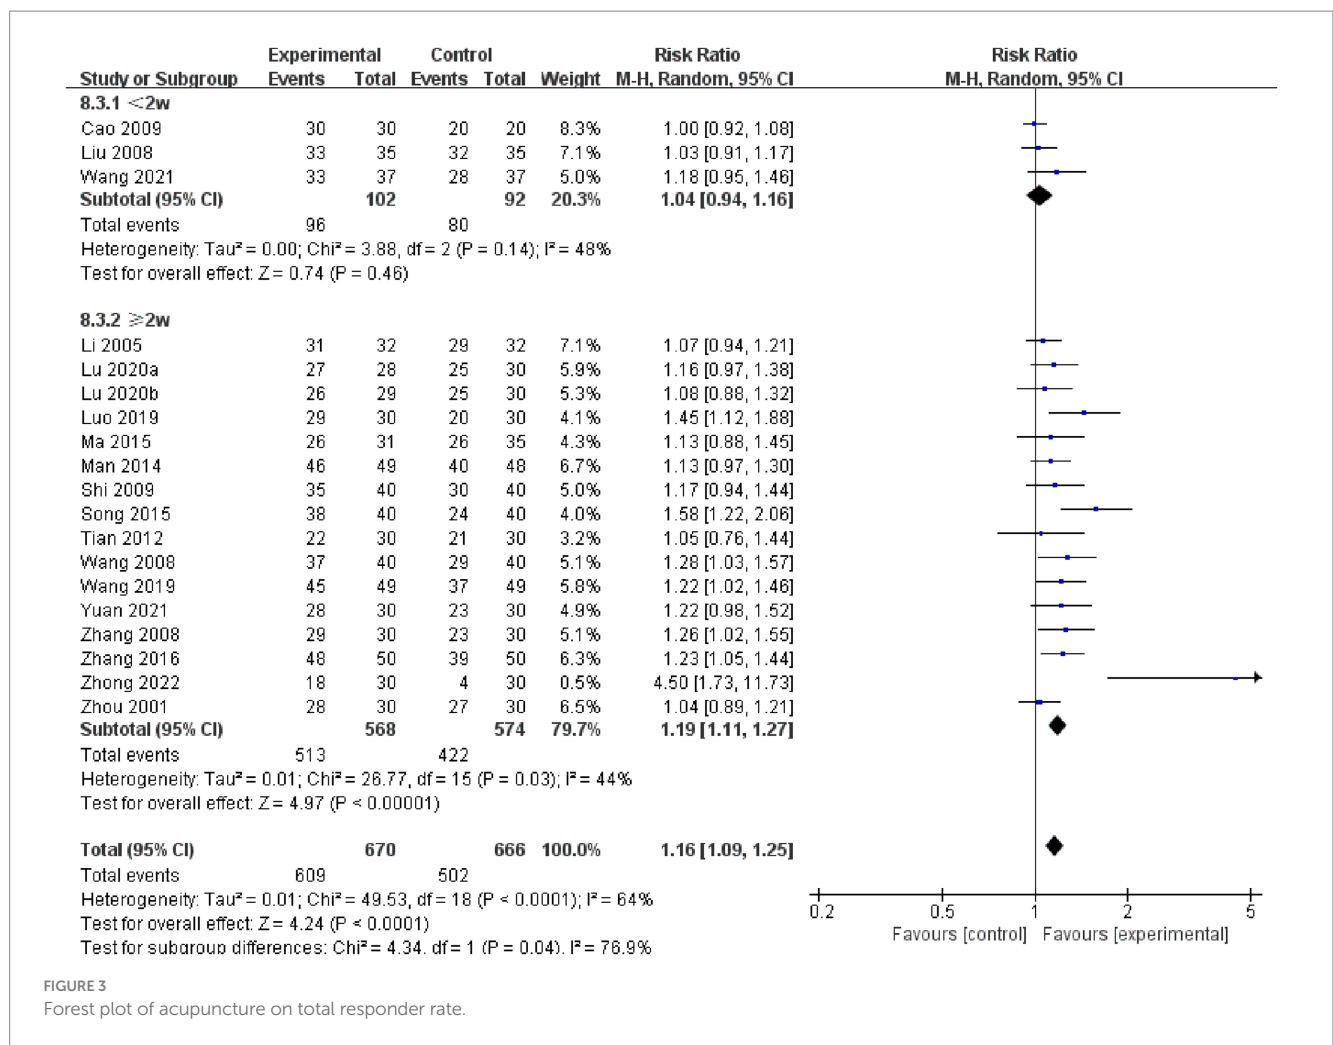 Experimental Control Risk Ratio Risk Ratio
Study or Subgroup Events Total Events Total Weight M-H, Random, 95% CI M-H, Random, 95% CI
8.3.1 <2w
Cao 2009 30 30 20 20 8.3% 1.00 [0.92, 1.08]
Liu 2008 33 35 32 35 7.1% 1.03 [0.91, 1.17]
Wang 2021 33 37 28 37 5.0% 1.18 [0.95, 1.46]
Subtotal (95% CI) 102 92 20.3% 1.04 [0.94, 1.16]
Total events 96 80
Heterogeneity: Tau² = 0.00; Chi² = 3.88, df = 2 (P = 0.14); I² = 48%
Test for overall effect: Z = 0.74 (P = 0.46)
8.3.2 ⩾2w
Li 2005 31 32 29 32 7.1% 1.07 [0.94, 1.21]
Lu 2020a 27 28 25 30 5.9% 1.16 [0.97, 1.38]
Lu 2020b 26 29 25 30 5.3% 1.08 [0.88, 1.32]
Luo 2019 29 30 20 30 4.1% 1.45 [1.12, 1.88]
Ma 2015 26 31 26 35 4.3% 1.13 [0.88, 1.45]
Man 2014 46 49 40 48 6.7% 1.13 [0.97, 1.30]
Shi 2009 35 40 30 40 5.0% 1.17 [0.94, 1.44]
Song 2015 38 40 24 40 4.0% 1.58 [1.22, 2.06]
Tian 2012 22 30 21 30 3.2% 1.05 [0.76, 1.44]
Wang 2008 37 40 29 40 5.1% 1.28 [1.03, 1.57]
Wang 2019 45 49 37 49 5.8% 1.22 [1.02, 1.46]
Yuan 2021 28 30 23 30 4.9% 1.22 [0.98, 1.52]
Zhang 2008 29 30 23 30 5.1% 1.26 [1.02, 1.55]
Zhang 2016 48 50 39 50 6.3% 1.23 [1.05, 1.44]
Zhong 2022 18 30 4 30 0.5% 4.50 [1.73, 11.73]
Zhou 2001 28 30 27 30 6.5% 1.04 [0.89, 1.21]
Subtotal (95% CI) 568 574 79.7% 1.19 [1.11, 1.27]
Total events 513 422
Heterogeneity: Tau² = 0.01; Chi² = 26.77, df = 15 (P = 0.03); I² = 44%
Test for overall effect: Z = 4.97 (P < 0.00001)
Total (95% CI) 670 666 100.0% 1.16 [1.09, 1.25]
Total events 609 502
Heterogeneity: Tau² = 0.01; Chi² = 49.53, df = 18 (P < 0.0001); I² = 64%
Test for overall effect: Z = 4.24 (P < 0.0001)
Test for subgroup differences: Chi² = 4.34, df = 1 (P = 0.04), I² = 76.9%
0.2 0.5 1 2 5
Favours [control] Favours [experimental]
FIGURE 3
Forest plot of acupuncture on total responder rate.